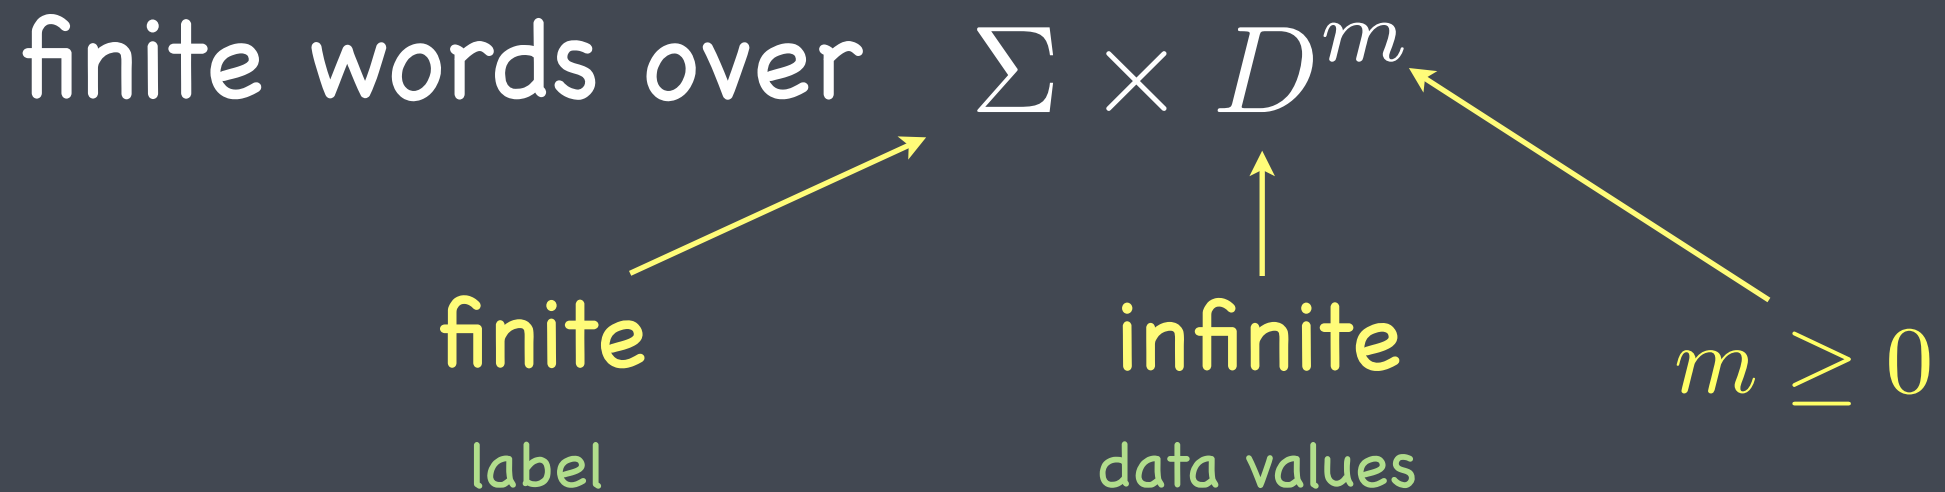 finite words over Σ × D^m
finite
infinite
m ≥ 0
label
data values